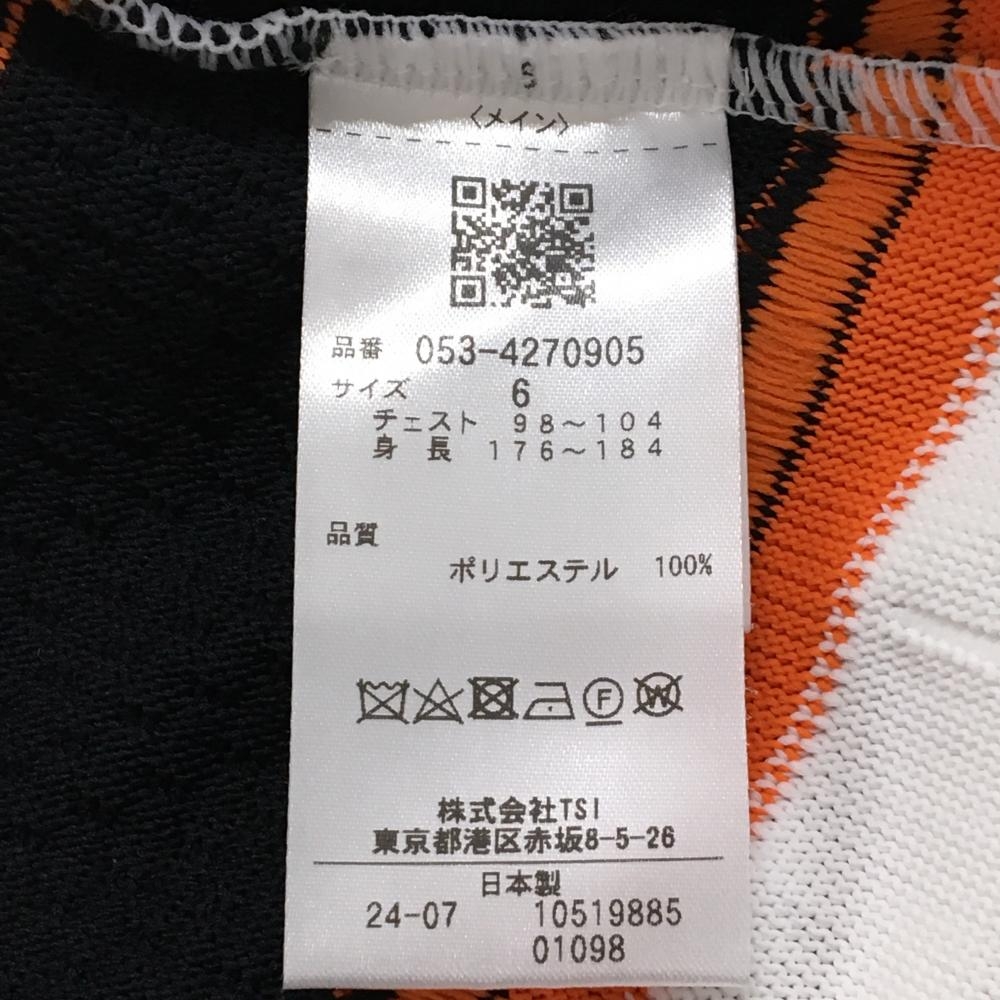 S
〈メイン〉
品番 053-4270905
サイズ 6
チェスト 98～104
身長 176～184
品質
ポリエステル 100%
F W
株式会社TSI
東京都港区赤坂8-5-26
日本製
24-07 10519885
01098